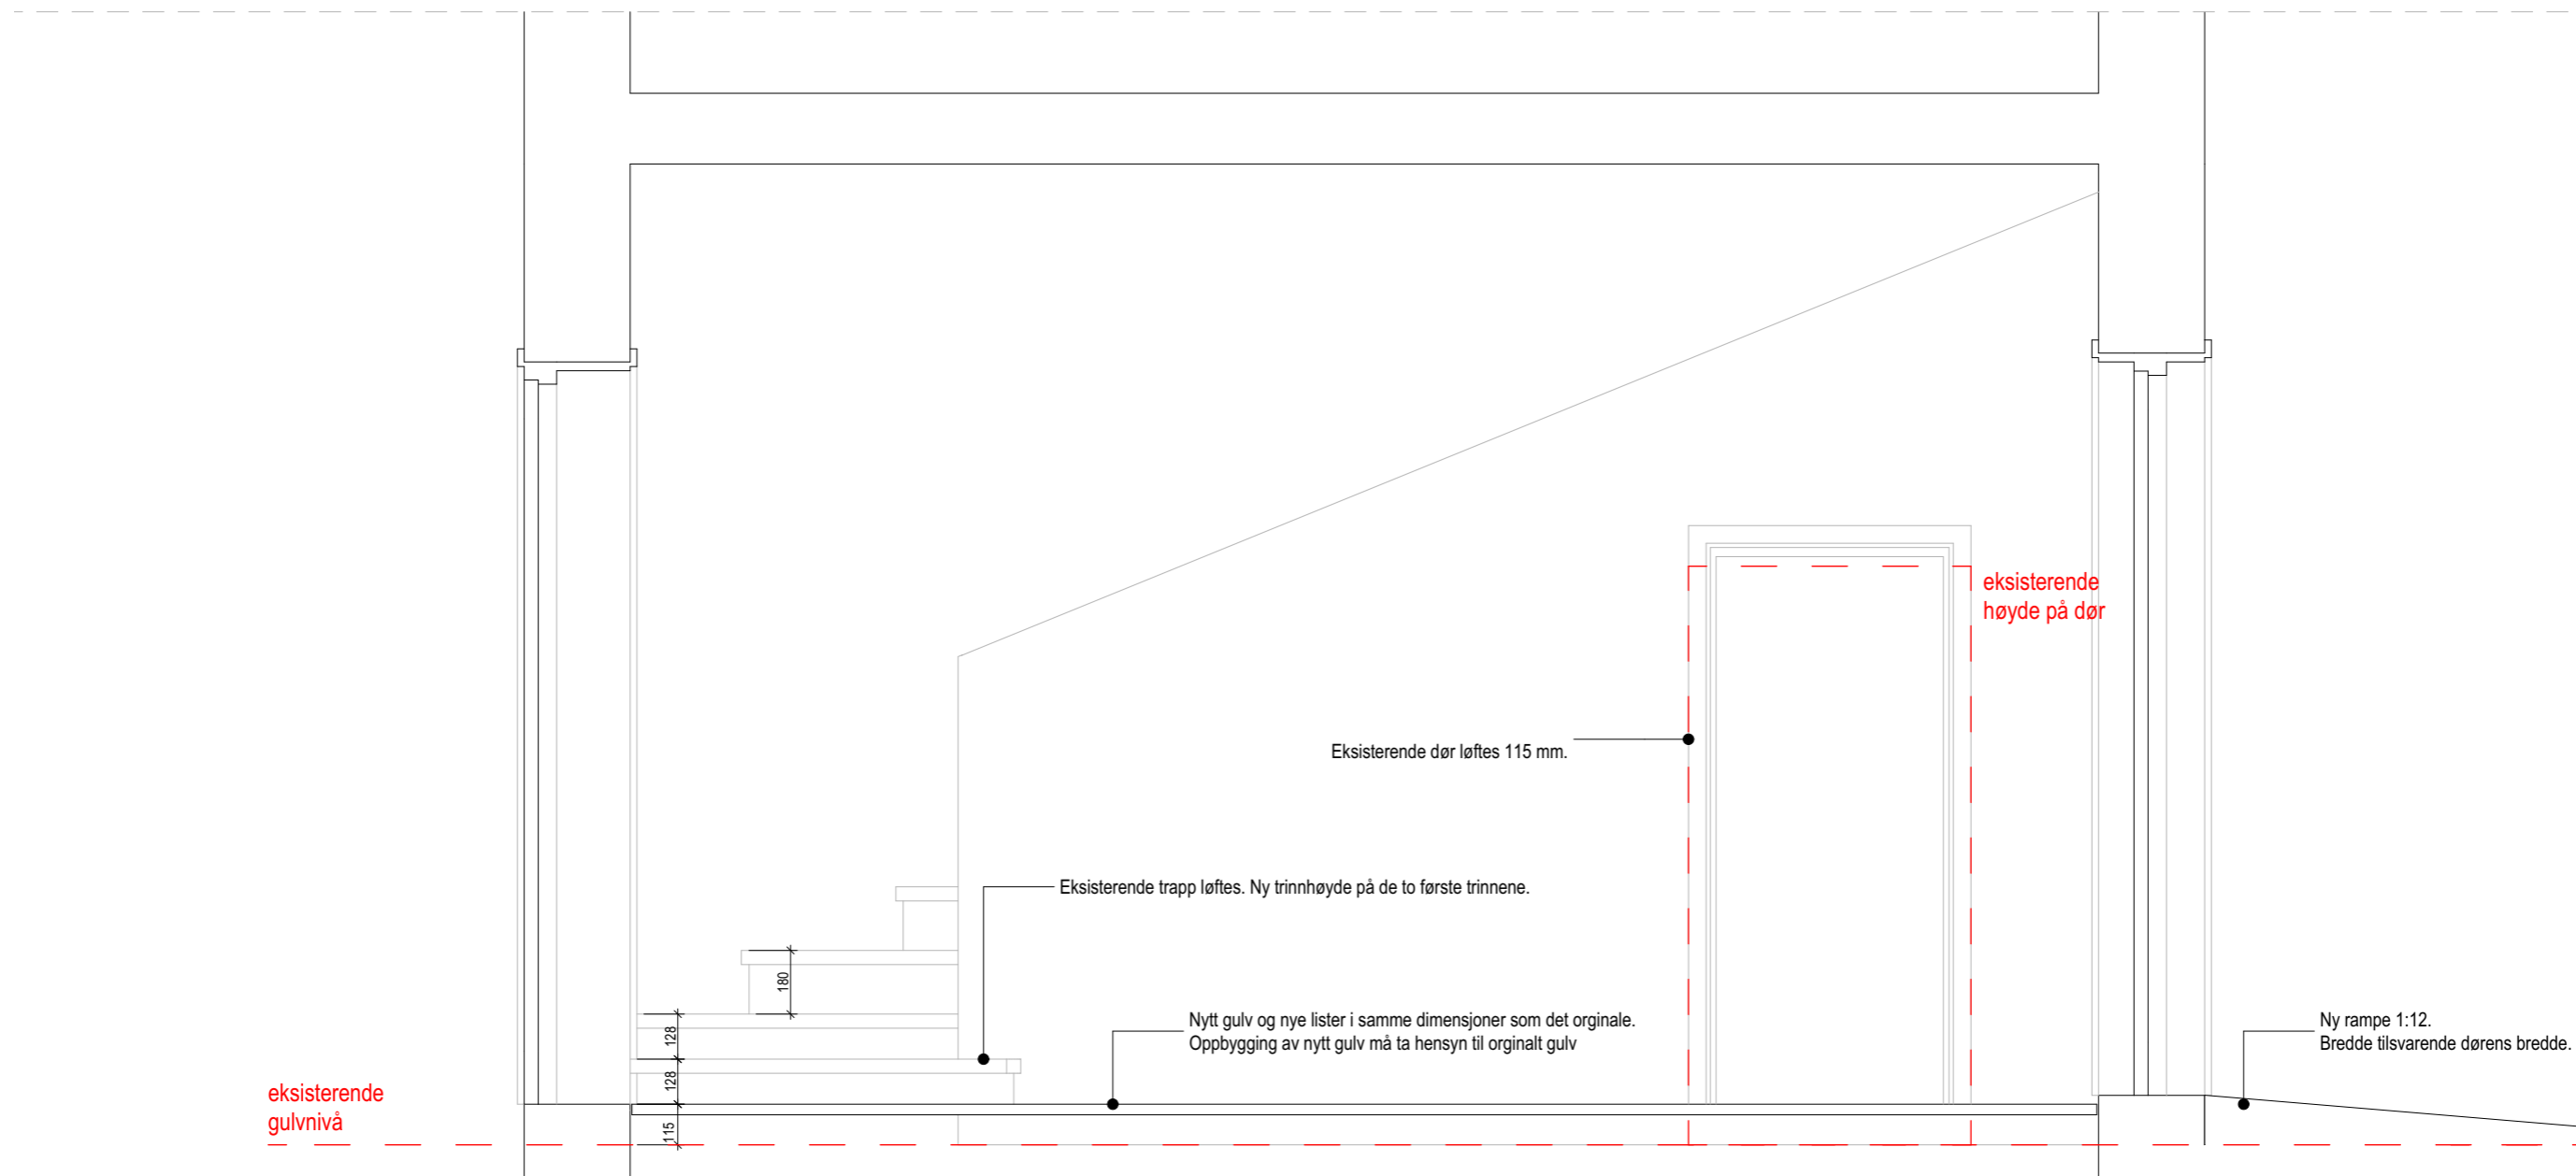 eksisterende
høyde på dør
Eksisterende dør løftes 115 mm.
Eksisterende trapp løftes. Ny trinnhøyde på de to første trinnene.
180
Nytt gulv og nye lister i samme dimensjoner som det orginale.
Oppbygging av nytt gulv må ta hensyn til orginalt gulv
Ny rampe 1:12.
Bredde tilsvarende dørens bredde.
128
128
eksisterende
gulvnivå
115